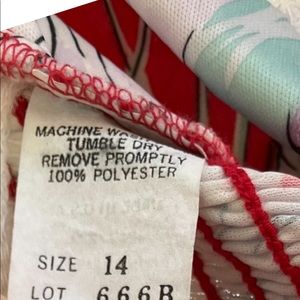 MACHINE
TUMBLE DRY
REMOVE PROMPTLY
100% POLYESTER
SIZE 14
LOT 666B